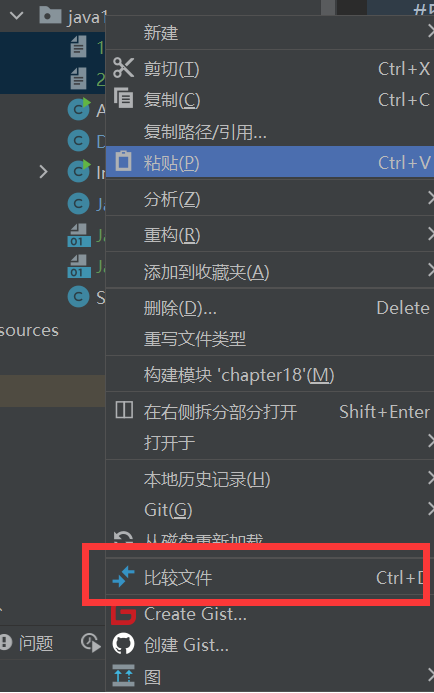 java1
新建
1
剪切(T) Ctrl+X
2
复制(C) Ctrl+C
A
复制路径/引用...
粘贴(P) Ctrl+V
In
分析(Z)
Ja
重构(R)
Ja
添加到收藏夹(A)
Ja
S
删除(D)... Delete
sources
重写文件类型
构建模块 'chapter18'(M)
在右侧拆分部分打开 Shift+Enter
打开于
本地历史记录(H)
Git(G)
从磁盘重新加载
比较文件 Ctrl+D
Create Gist...
问题
创建 Gist...
图